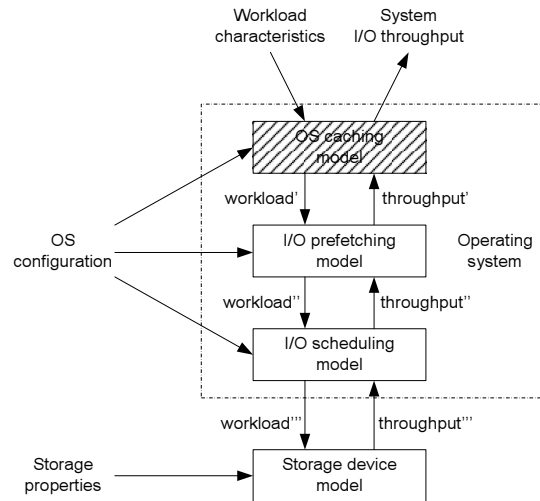 Workload
characteristics
System
I/O throughput
OS caching
model
workload'
throughput'
OS
configuration
I/O prefetching
model
Operating
system
workload''
throughput''
I/O scheduling
model
workload'''
throughput'''
Storage
properties
Storage device
model